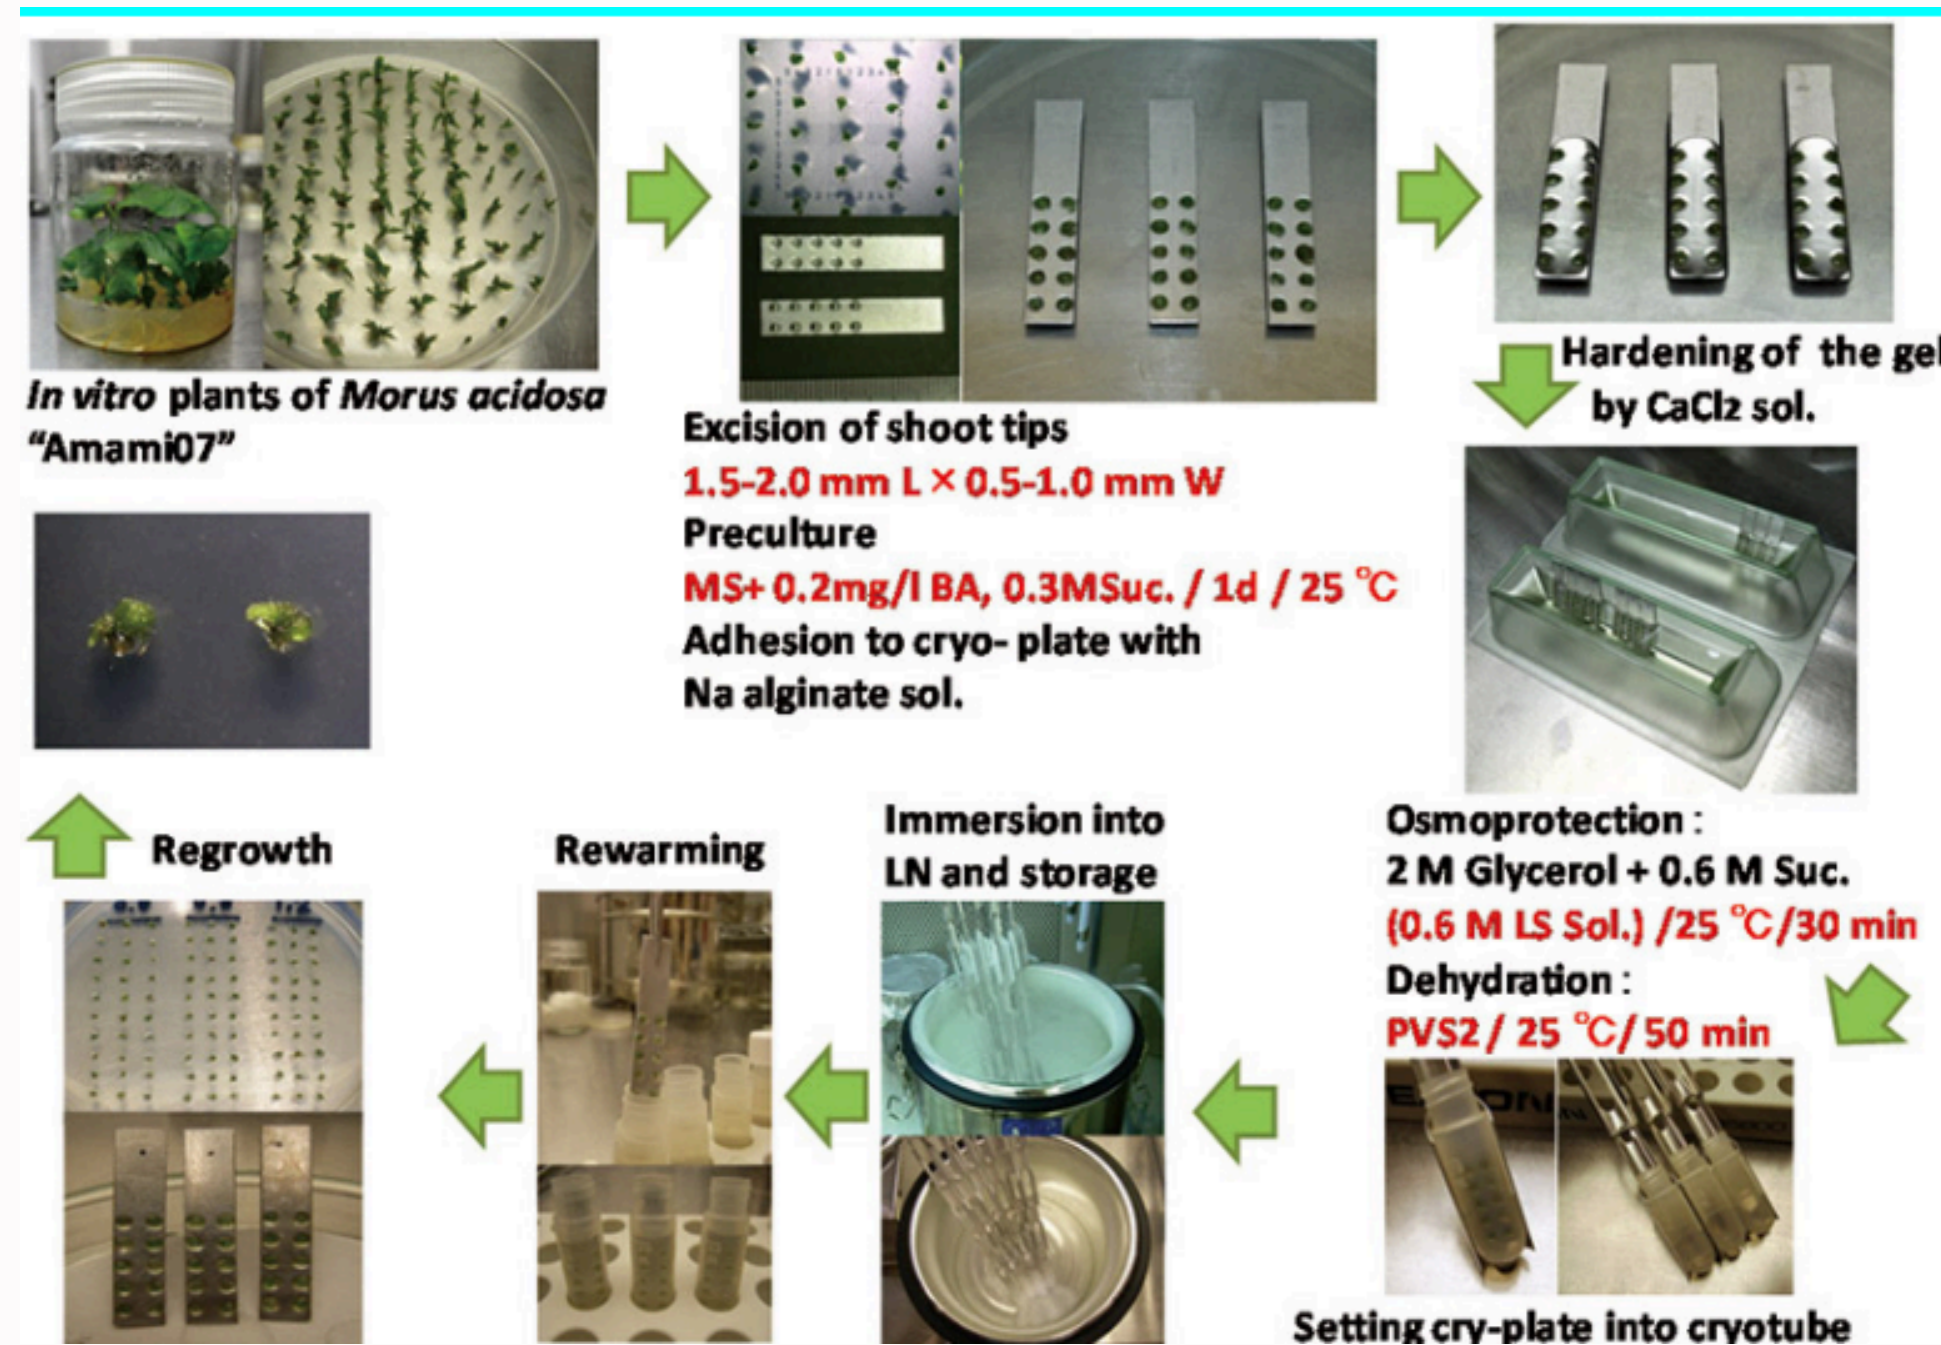 In vitro plants of Morus acidosa
“Amami07”
Excision of shoot tips
1.5-2.0 mm L × 0.5-1.0 mm W
Preculture
MS+ 0.2mg/l BA, 0.3MSuc. / 1d / 25 ℃
Adhesion to cryo- plate with
Na alginate sol.
Hardening of the gel
by CaCl2 sol.
Osmoprotection :
2 M Glycerol + 0.6 M Suc.
(0.6 M LS Sol.) /25 ℃/30 min
Dehydration :
PVS2 / 25 ℃/ 50 min
Setting cry-plate into cryotube
Immersion into
LN and storage
Rewarming
Regrowth